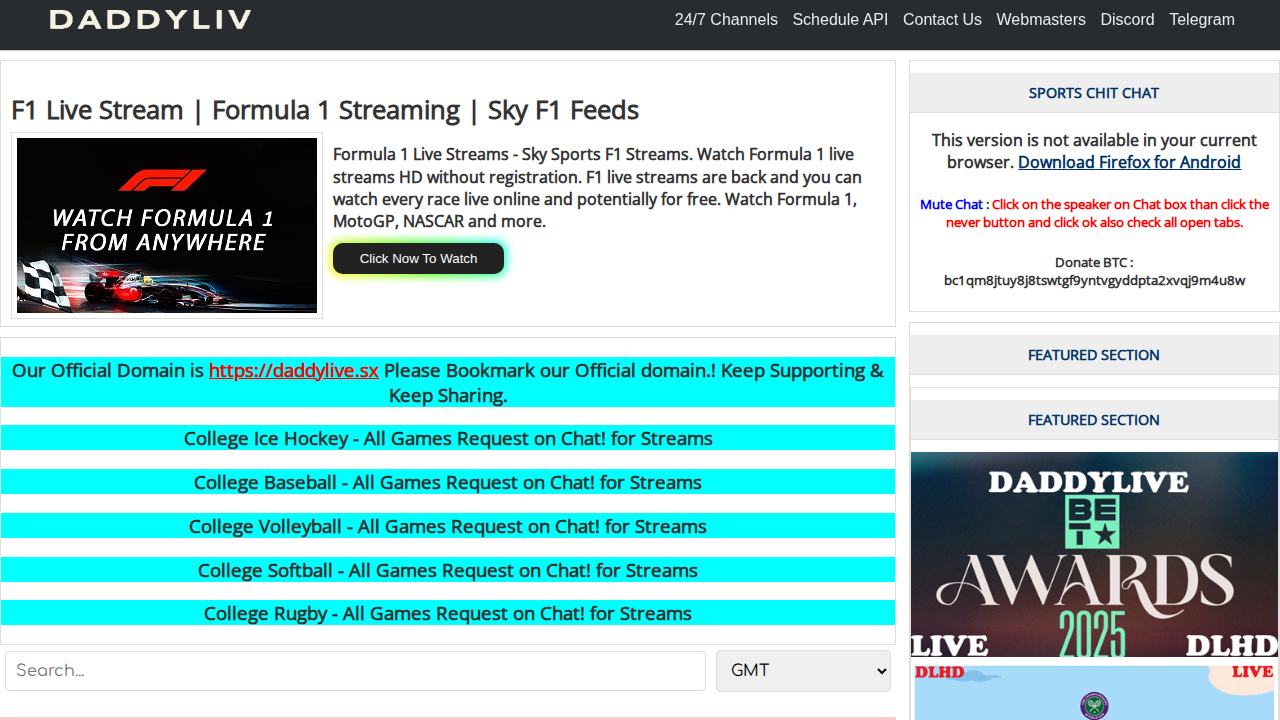 DADDYLIV
24/7 Channels Schedule API Contact Us Webmasters Discord Telegram
F1 Live Stream | Formula 1 Streaming | Sky F1 Feeds
WATCH FORMULA 1
FROM ANYWHERE
Formula 1 Live Streams - Sky Sports F1 Streams. Watch Formula 1 live
streams HD without registration. F1 live streams are back and you can
watch every race live online and potentially for free. Watch Formula 1,
MotoGP, NASCAR and more.
Click Now To Watch
Our Official Domain is https://daddylive.sx Please Bookmark our Official domain.! Keep Supporting &
Keep Sharing.
College Ice Hockey - All Games Request on Chat! for Streams
College Baseball - All Games Request on Chat! for Streams
College Volleyball - All Games Request on Chat! for Streams
College Softball - All Games Request on Chat! for Streams
College Rugby - All Games Request on Chat! for Streams
Search...
GMT
SPORTS CHIT CHAT
This version is not available in your current
browser. Download Firefox for Android
Mute Chat : Click on the speaker on Chat box than click the
never button and click ok also check all open tabs.
Donate BTC :
bc1qm8jtuy8j8tswtgf9yntvgyddpta2xvqj9m4u8w
FEATURED SECTION
FEATURED SECTION
DADDYLIVE
BE
T
AWARDS
2025
LIVE DLHD
DLHD LIVE